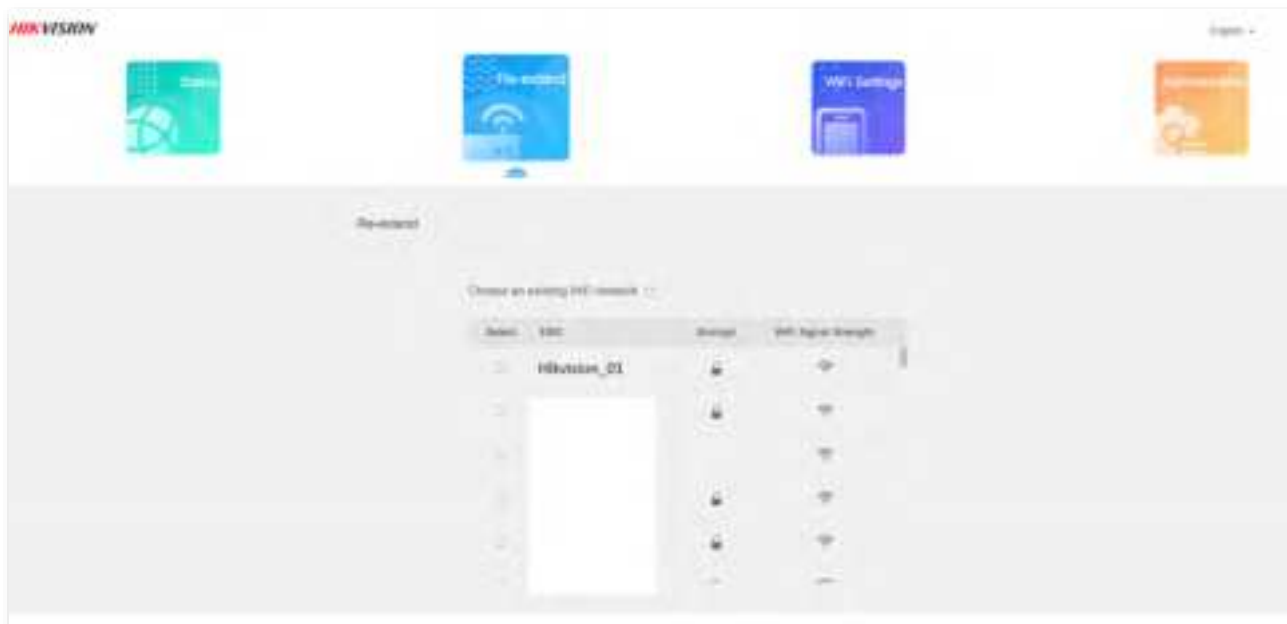 HIKVISION
English
Status
Re-extend
WiFi Settings
Re-extend
Choose an existing WiFi network
Select SSID Encrypt WiFi Signal Strength
Hikvision_01